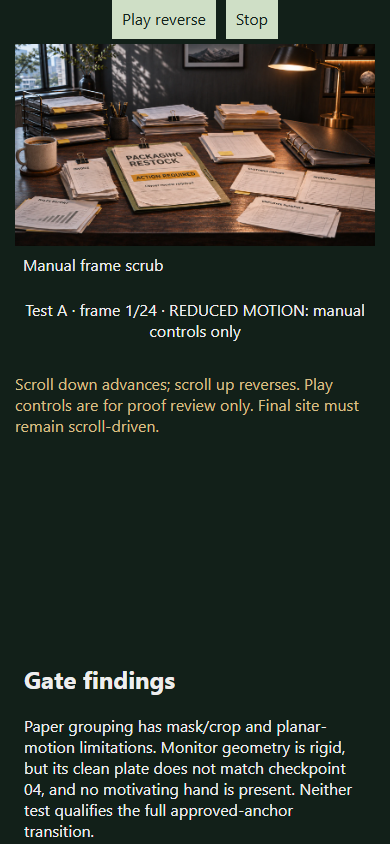 Play reverse
Stop
PACKAGING
RESTOCK
ACTION REQUIRED
Manual frame scrub
Test A · frame 1/24 · REDUCED MOTION: manual
controls only
Scroll down advances; scroll up reverses. Play
controls are for proof review only. Final site must
remain scroll-driven.
Gate findings
Paper grouping has mask/crop and planar-
motion limitations. Monitor geometry is rigid,
but its clean plate does not match checkpoint
04, and no motivating hand is present. Neither
test qualifies the full approved-anchor
transition.